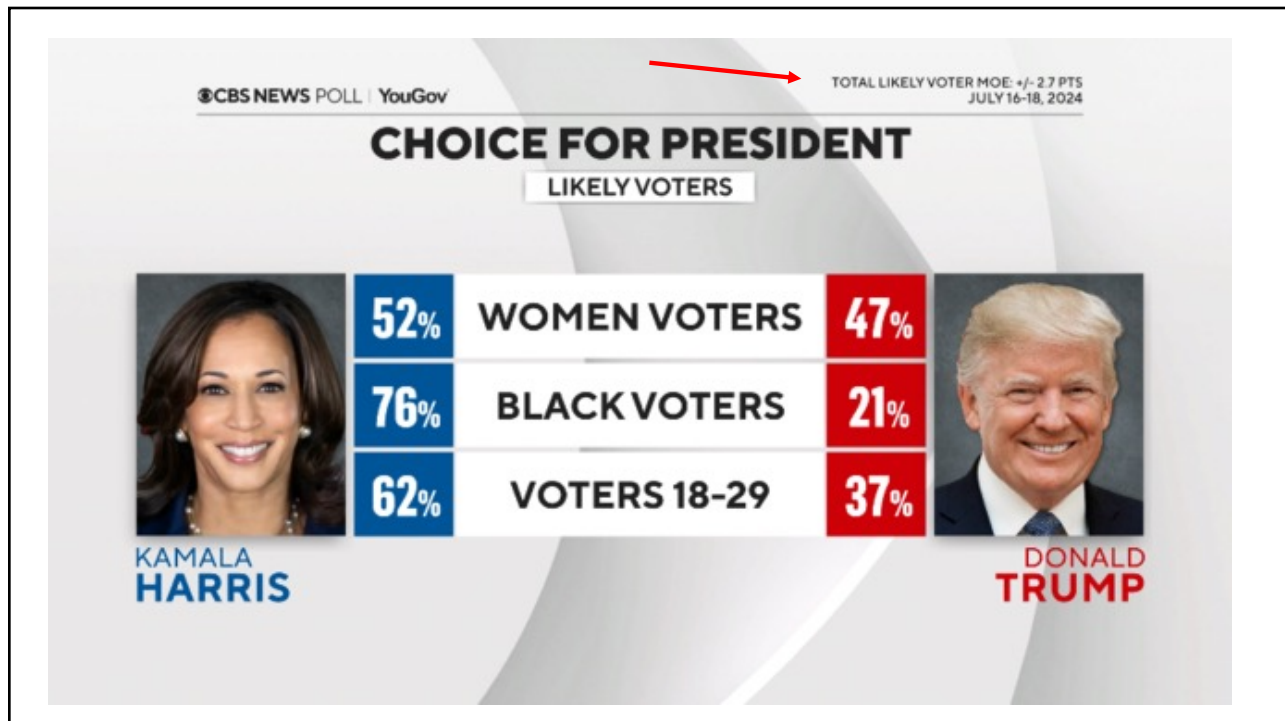 CBS NEWS POLL | YouGov
TOTAL LIKELY VOTER MOE: +/- 2.7 PTS
JULY 16-18, 2024
CHOICE FOR PRESIDENT
LIKELY VOTERS
52% WOMEN VOTERS 47%
76% BLACK VOTERS 21%
62% VOTERS 18-29 37%
KAMALA
HARRIS
DONALD
TRUMP